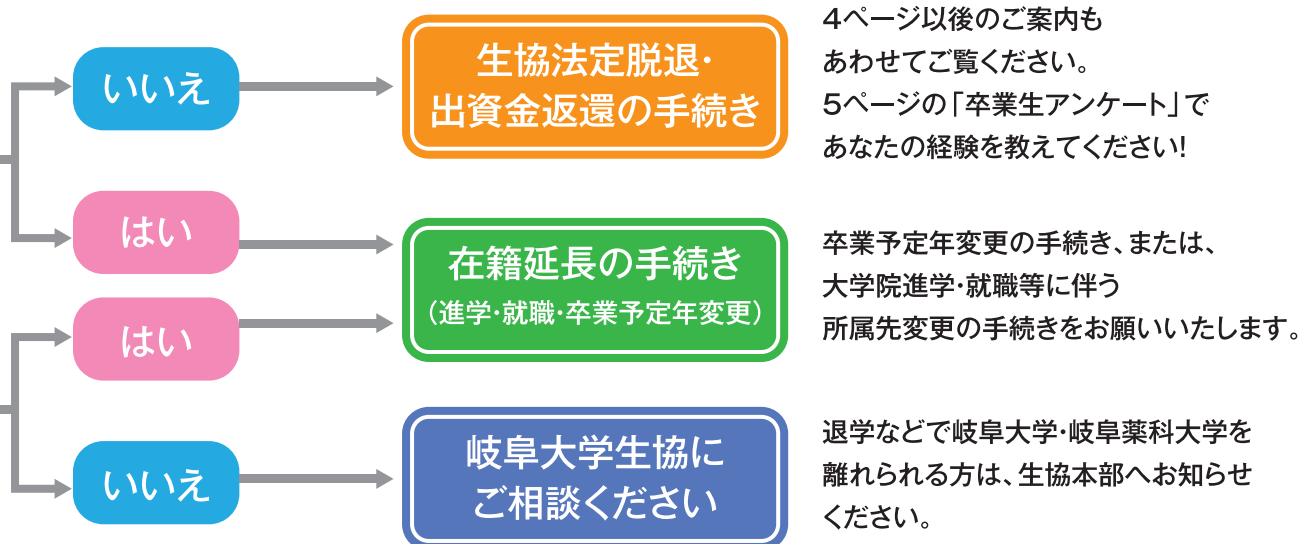 いいえ
生協法定脱退・
出資金返還の手続き
4ページ以後のご案内も
あわせてご覧ください。
5ページの「卒業生アンケート」で
あなたの経験を教えてください!
はい
はい
在籍延長の手続き
(進学・就職・卒業予定年変更)
卒業予定年変更の手続き、または、
大学院進学・就職等に伴う
所属先変更の手続きをお願いいたします。
いいえ
岐阜大学生協に
ご相談ください
退学などで岐阜大学・岐阜薬科大学を
離れられる方は、生協本部へお知らせ
ください。